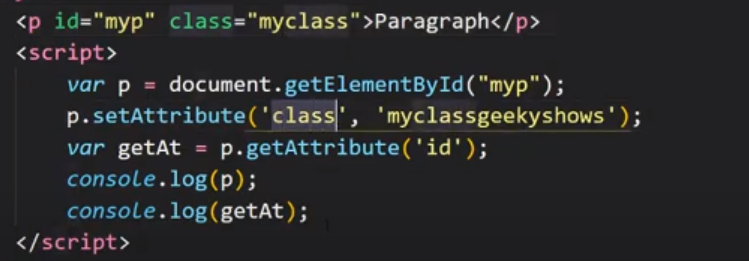 <p id="myp" class="myclass">Paragraph</p>
<script>
var p = document.getElementById("myp");
p.setAttribute('class', 'myclassgeekyshows');
var getAt = p.getAttribute('id');
console.log(p);
console.log(getAt);
</script>